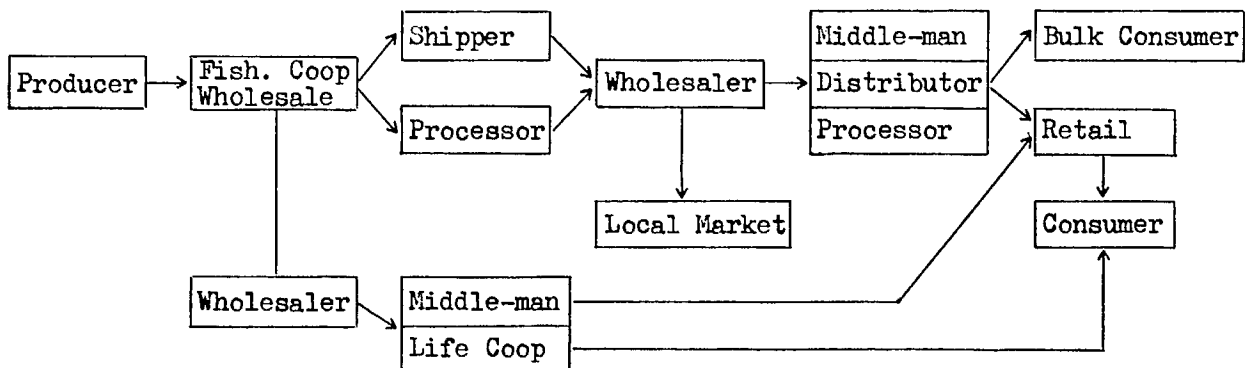 Producer
Fish. Coop
Wholesale
Shipper
Processor
Wholesaler
Local Market
Middle-man
Distributor
Processor
Bulk Consumer
Retail
Consumer
Wholesaler
Middle-man
Life Coop